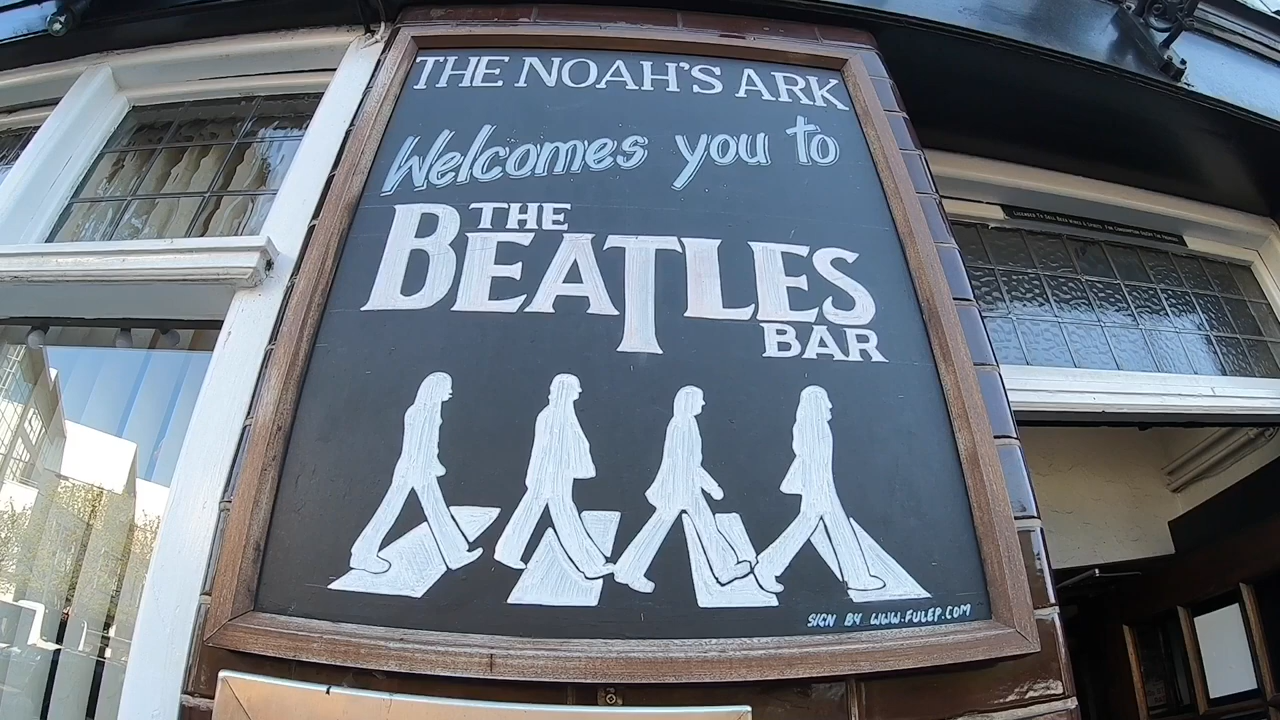 THE NOAH'S ARK
Welcomes you to
THE
BEATLES
BAR
SIGN BY WWW.FULEP.COM